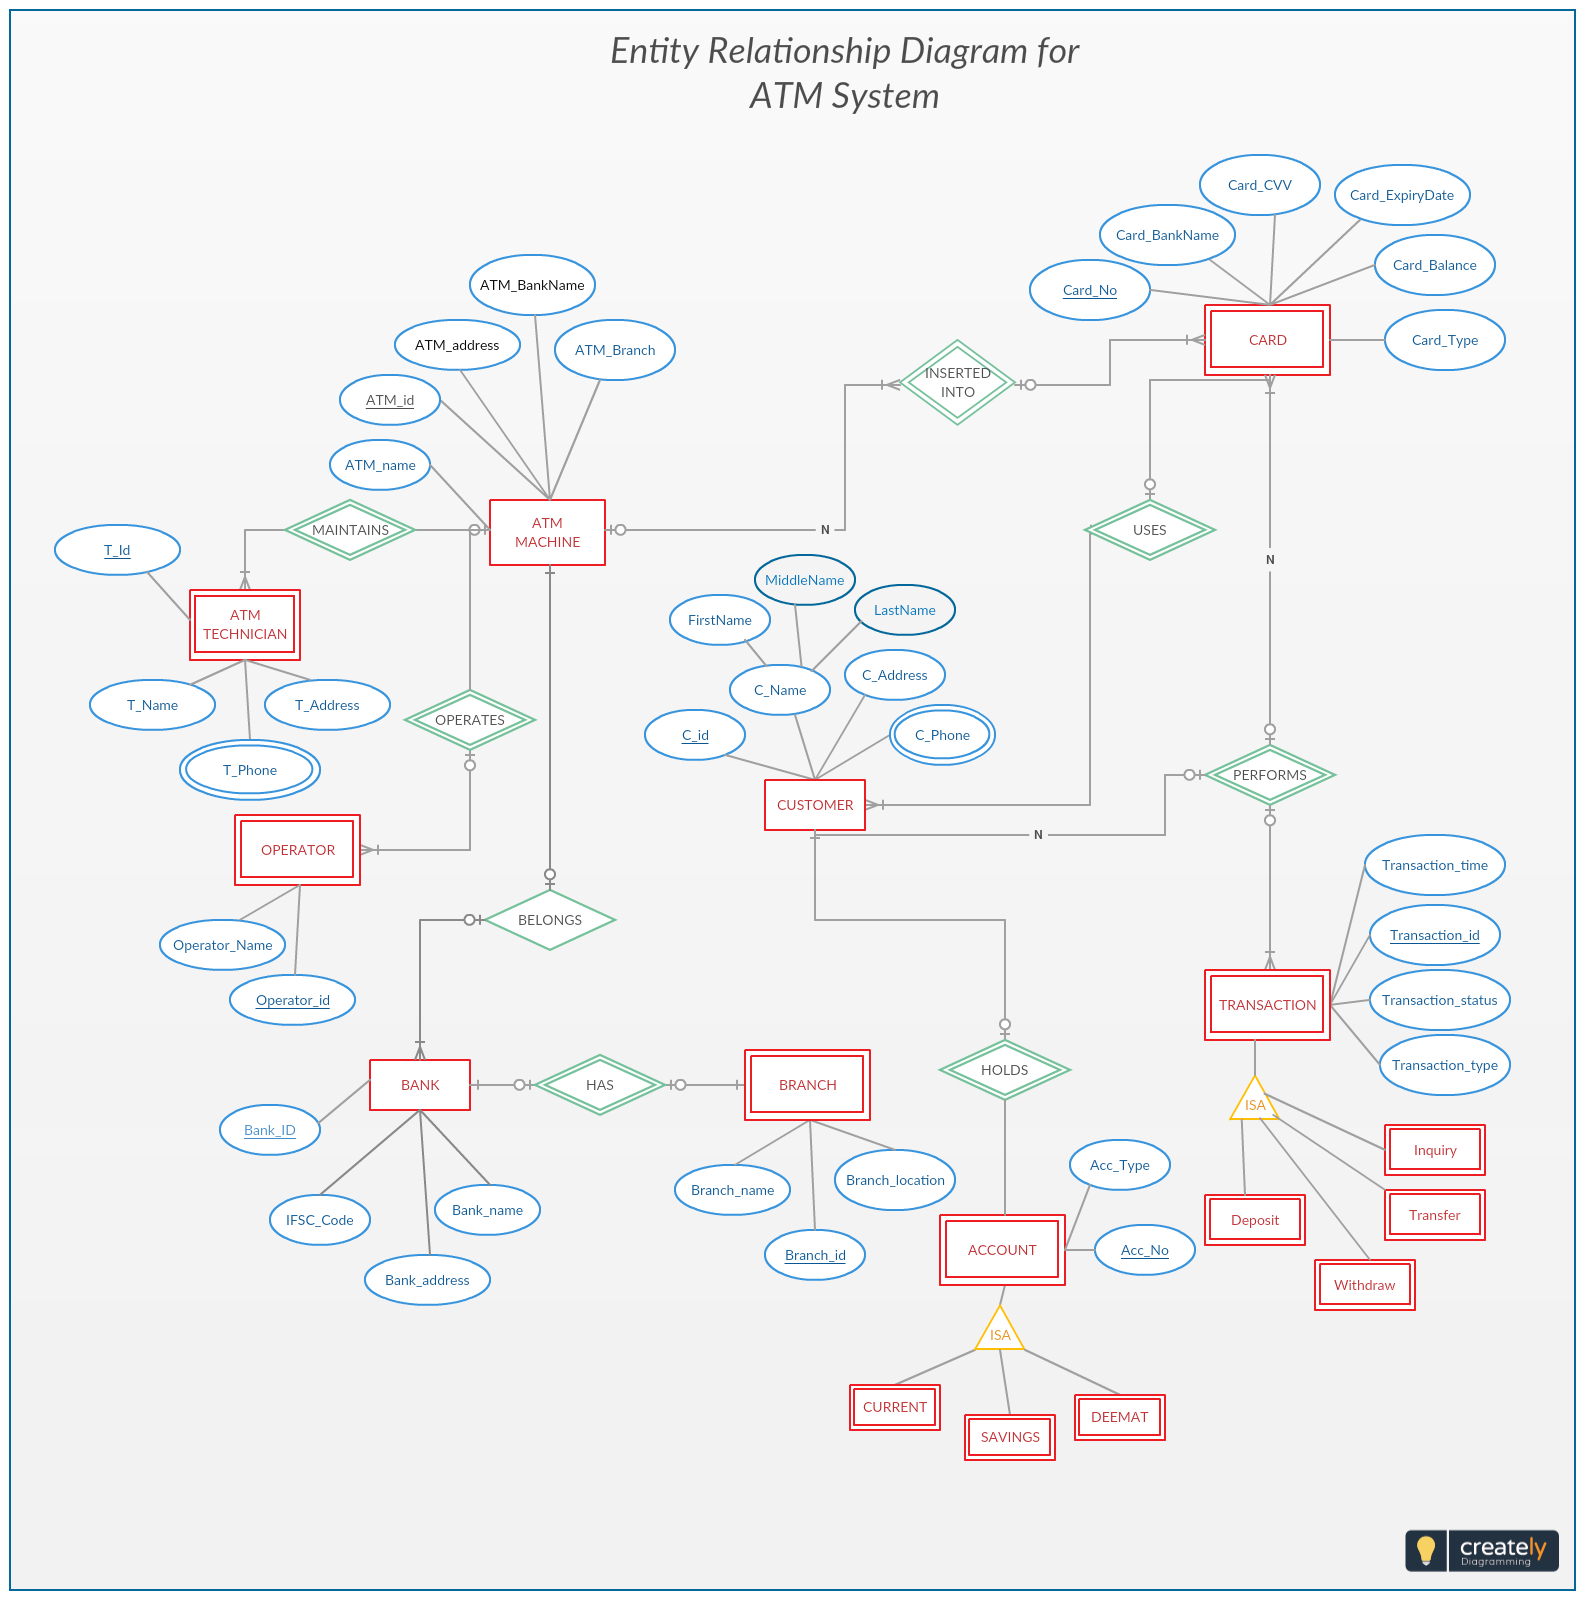 Entity Relationship Diagram for
ATM System
Card_CVV
Card_ExpiryDate
Card_BankName
Card_Balance
Card_No
CARD
Card_Type
ATM_BankName
ATM_address
ATM_Branch
ATM_id
ATM_name
INSERTED
INTO
MAINTAINS
ATM
MACHINE
N
USES
N
T_Id
ATM
TECHNICIAN
T_Name
T_Address
T_Phone
OPERATES
MiddleName
LastName
FirstName
C_Name
C_Address
C_id
C_Phone
CUSTOMER
N
PERFORMS
OPERATOR
Operator_Name
Operator_id
BELONGS
Transaction_time
Transaction_id
Transaction_status
Transaction_type
TRANSACTION
BANK
HAS
BRANCH
HOLDS
ISA
Bank_ID
IFSC_Code
Bank_name
Bank_address
Branch_name
Branch_location
Branch_id
Acc_Type
Acc_No
ACCOUNT
Inquiry
Transfer
Deposit
Withdraw
ISA
CURRENT
SAVINGS
DEEMAT
creately
Diagramming